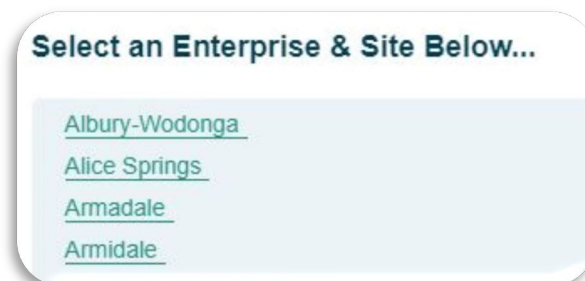 Select an Enterprise & Site Below...
Albury-Wodonga
Alice Springs
Armadale
Armidale